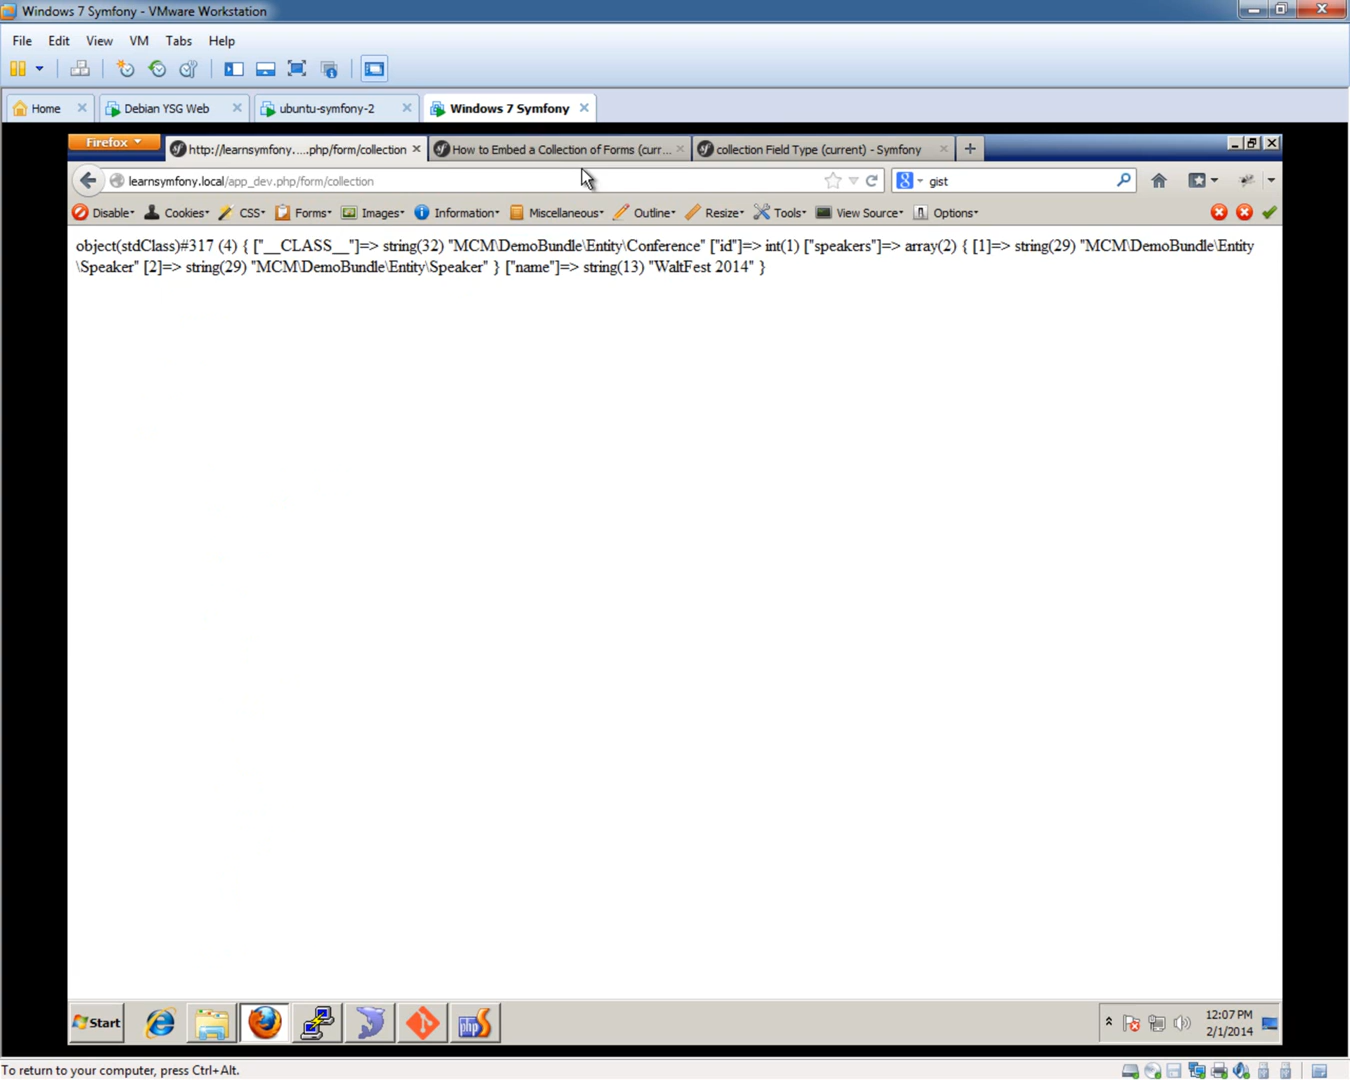 Windows 7 Symfony - VMware Workstation
File Edit View VM Tabs Help
Home Debian YSG Web ubuntu-symfony-2 Windows 7 Symfony
Firefox http://learnsymfony.....php/form/collection How to Embed a Collection of Forms (curr... collection Field Type (current) - Symfony
learnsymfony.local/app_dev.php/form/collection gist
Disable Cookies CSS Forms Images Information Miscellaneous Outline Resize Tools View Source Options
object(stdClass)#317 (4) { ["__CLASS__"]=> string(32) "MCM\DemoBundle\Entity\Conference" ["id"]=> int(1) ["speakers"]=> array(2) { [1]=> string(29) "MCM\DemoBundle\Entity
\Speaker" [2]=> string(29) "MCM\DemoBundle\Entity\Speaker" } ["name"]=> string(13) "WaltFest 2014" }
Start php 12:07 PM
2/1/2014
To return to your computer, press Ctrl+Alt.